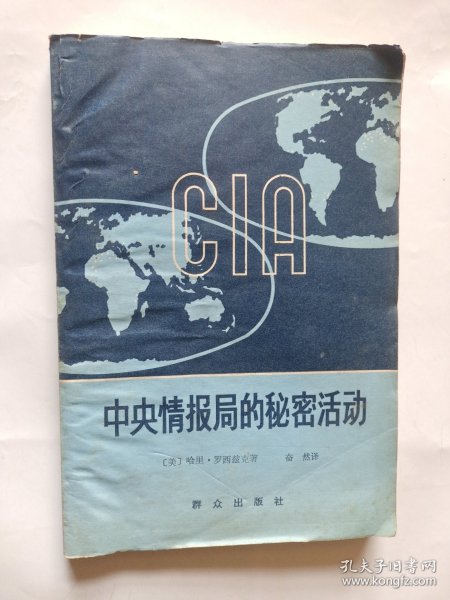 CIA
中央情报局的秘密活动
〔美〕哈里·罗西兹克著 奋然译
群众出版社
孔夫子旧书网
www.kongfz.com